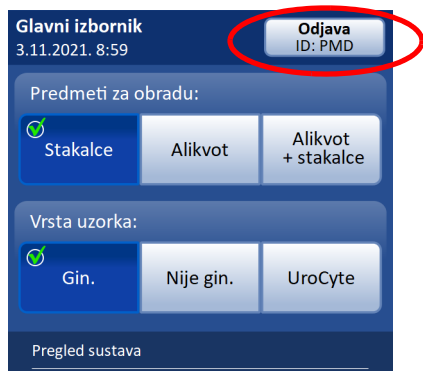 Glavni izbornik
3.11.2021. 8:59
Odjava
ID: PMD
Predmeti za obradu:
Stakalce
Alikvot
Alikvot
+ stakalce
Vrsta uzorka:
Gin.
Nije gin.
UroCyte
Pregled sustava